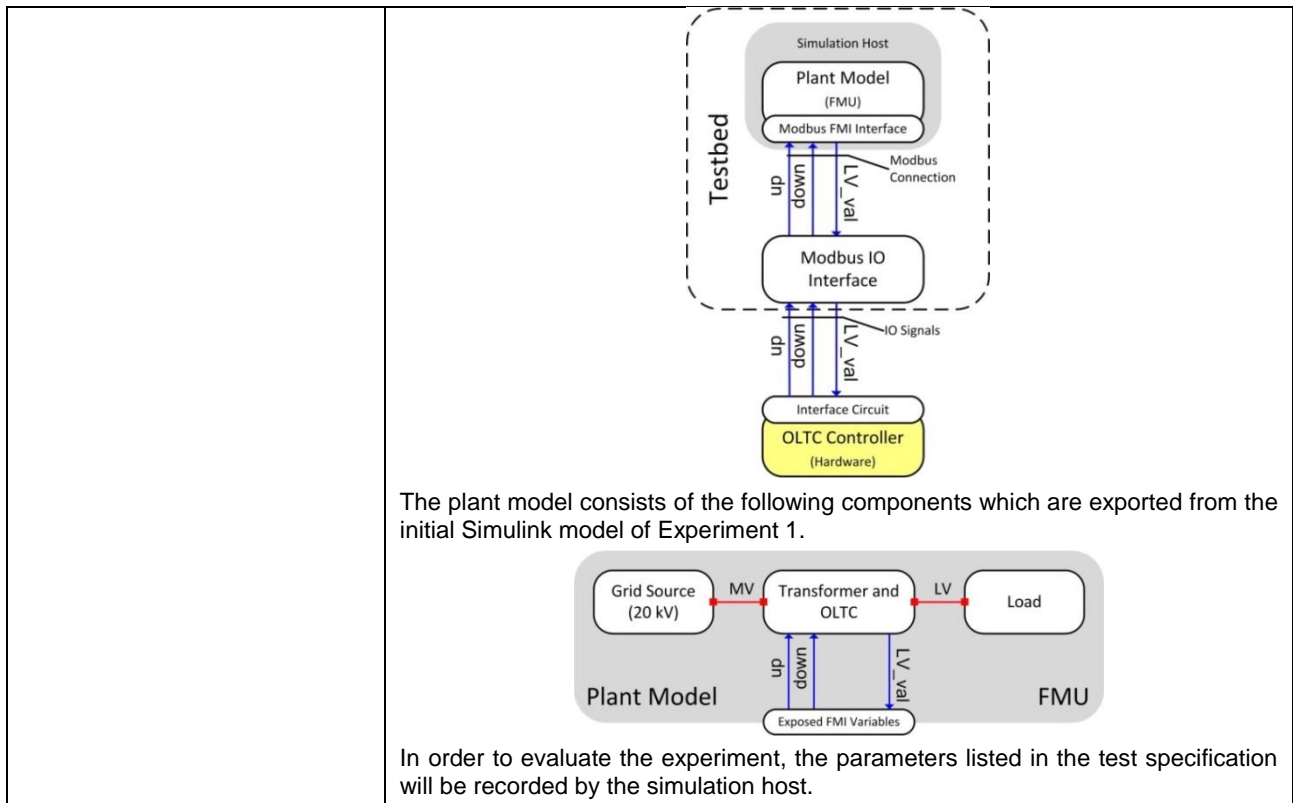 Simulation Host
Plant Model
(FMU)
Modbus FMI Interface
Testbed
up
down
LV_val
Modbus
Connection
Modbus IO
Interface
up
down
LV_val
IO Signals
Interface Circuit
OLTC Controller
(Hardware)
The plant model consists of the following components which are exported from the
initial Simulink model of Experiment 1.
Grid Source
(20 kV)
MV
Transformer and
OLTC
LV
Load
up
down
LV_val
Plant Model
FMU
Exposed FMI Variables
In order to evaluate the experiment, the parameters listed in the test specification
will be recorded by the simulation host.